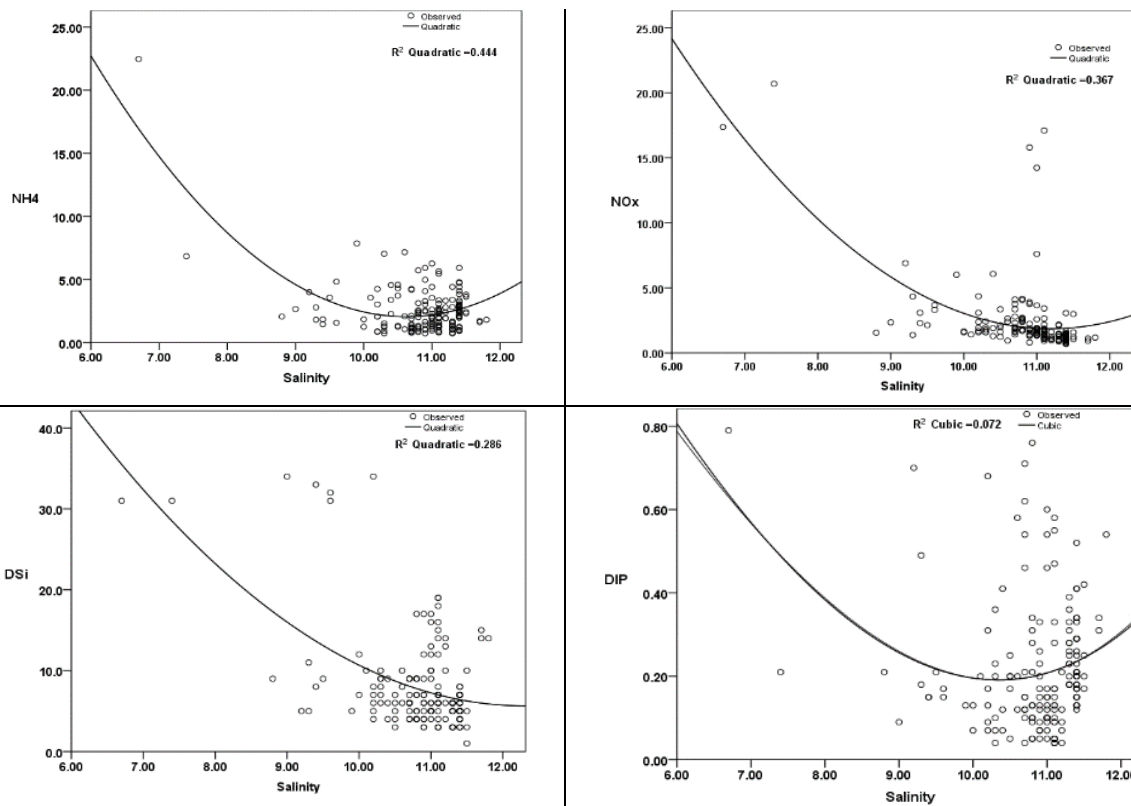 25.00
20.00
15.00
10.00
5.00
0.00
NH4
6.00 7.00 8.00 9.00 10.00 11.00 12.00
Salinity
Observed
Quadratic
R² Quadratic =0.444
25.00
20.00
15.00
10.00
5.00
0.00
NOx
6.00 7.00 8.00 9.00 10.00 11.00 12.0
Salinity
Observed
Quadratic
R² Quadratic =0.367
40.0
30.0
20.0
10.0
0.0
DSi
6.00 7.00 8.00 9.00 10.00 11.00 12.00
Salinity
Observed
Quadratic
R² Quadratic =0.286
0.80
0.60
0.40
0.20
0.00
DIP
6.00 7.00 8.00 9.00 10.00 11.00 12.0
Salinity
Observed
Cubic
R² Cubic =0.072